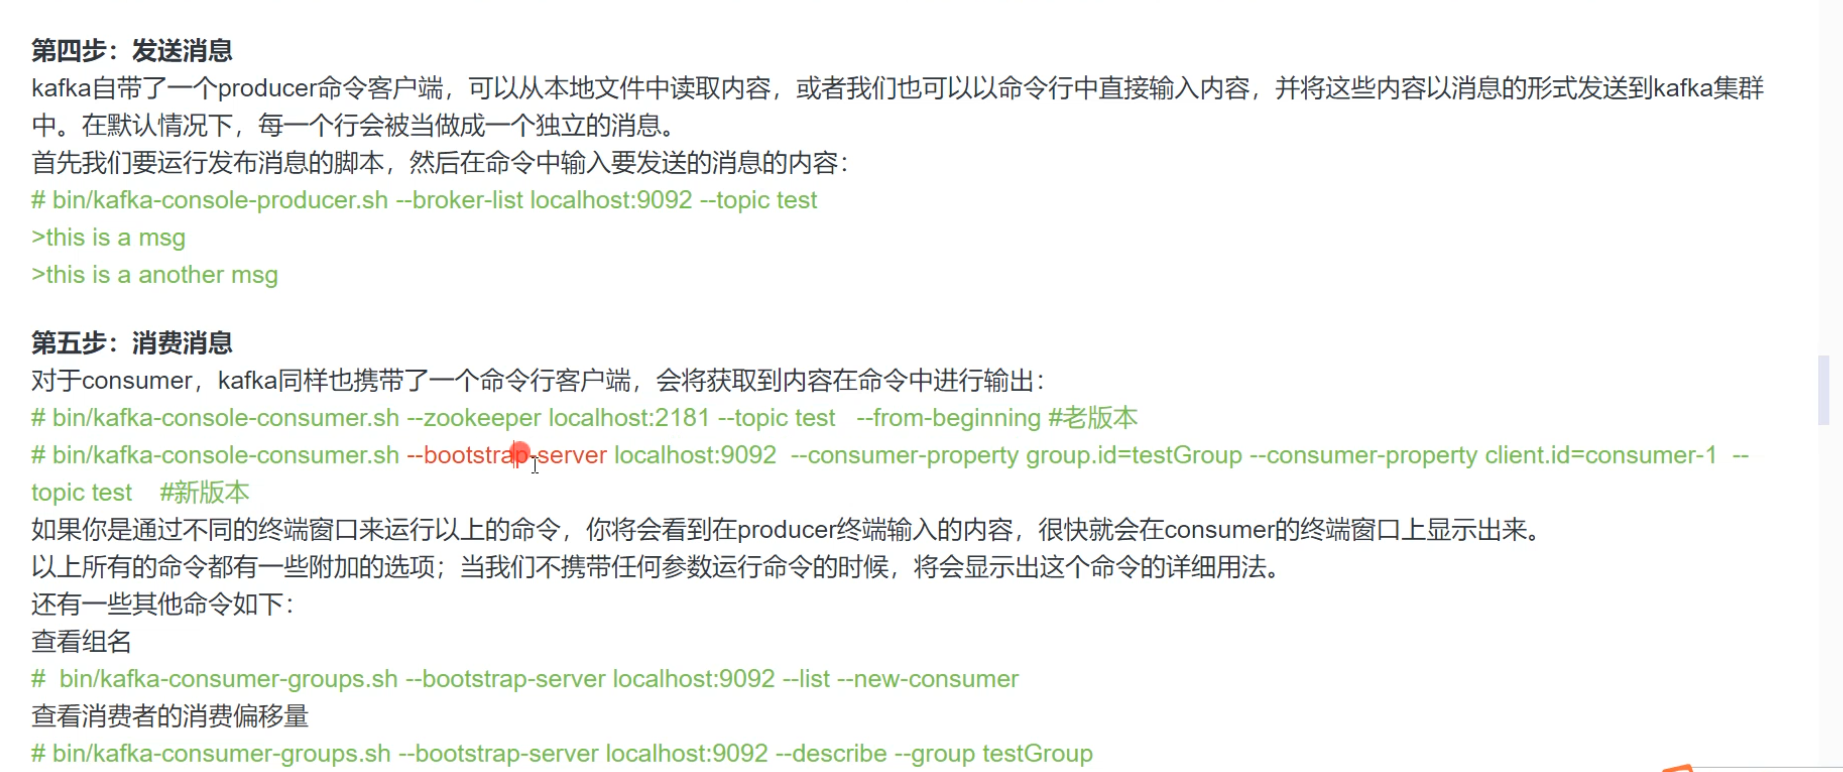 第四步：发送消息
kafka自带了一个producer命令客户端，可以从本地文件中读取内容，或者我们也可以以命令行中直接输入内容，并将这些内容以消息的形式发送到kafka集群
中。在默认情况下，每一个行会被当做成一个独立的消息。
首先我们要运行发布消息的脚本，然后在命令中输入要发送的消息的内容：
# bin/kafka-console-producer.sh --broker-list localhost:9092 --topic test
>this is a msg
>this is a another msg
第五步：消费消息
对于consumer，kafka同样也携带了一个命令行客户端，会将获取到内容在命令中进行输出：
# bin/kafka-console-consumer.sh --zookeeper localhost:2181 --topic test   --from-beginning #老版本
# bin/kafka-console-consumer.sh --bootstrap-server localhost:9092  --consumer-property group.id=testGroup --consumer-property client.id=consumer-1  --
topic test    #新版本
如果你是通过不同的终端窗口来运行以上的命令，你将会看到在producer终端输入的内容，很快就会在consumer的终端窗口上显示出来。
以上所有的命令都有一些附加的选项；当我们不携带任何参数运行命令的时候，将会显示出这个命令的详细用法。
还有一些其他命令如下：
查看组名
#  bin/kafka-consumer-groups.sh --bootstrap-server localhost:9092 --list --new-consumer
查看消费者的消费偏移量
# bin/kafka-consumer-groups.sh --bootstrap-server localhost:9092 --describe --group testGroup